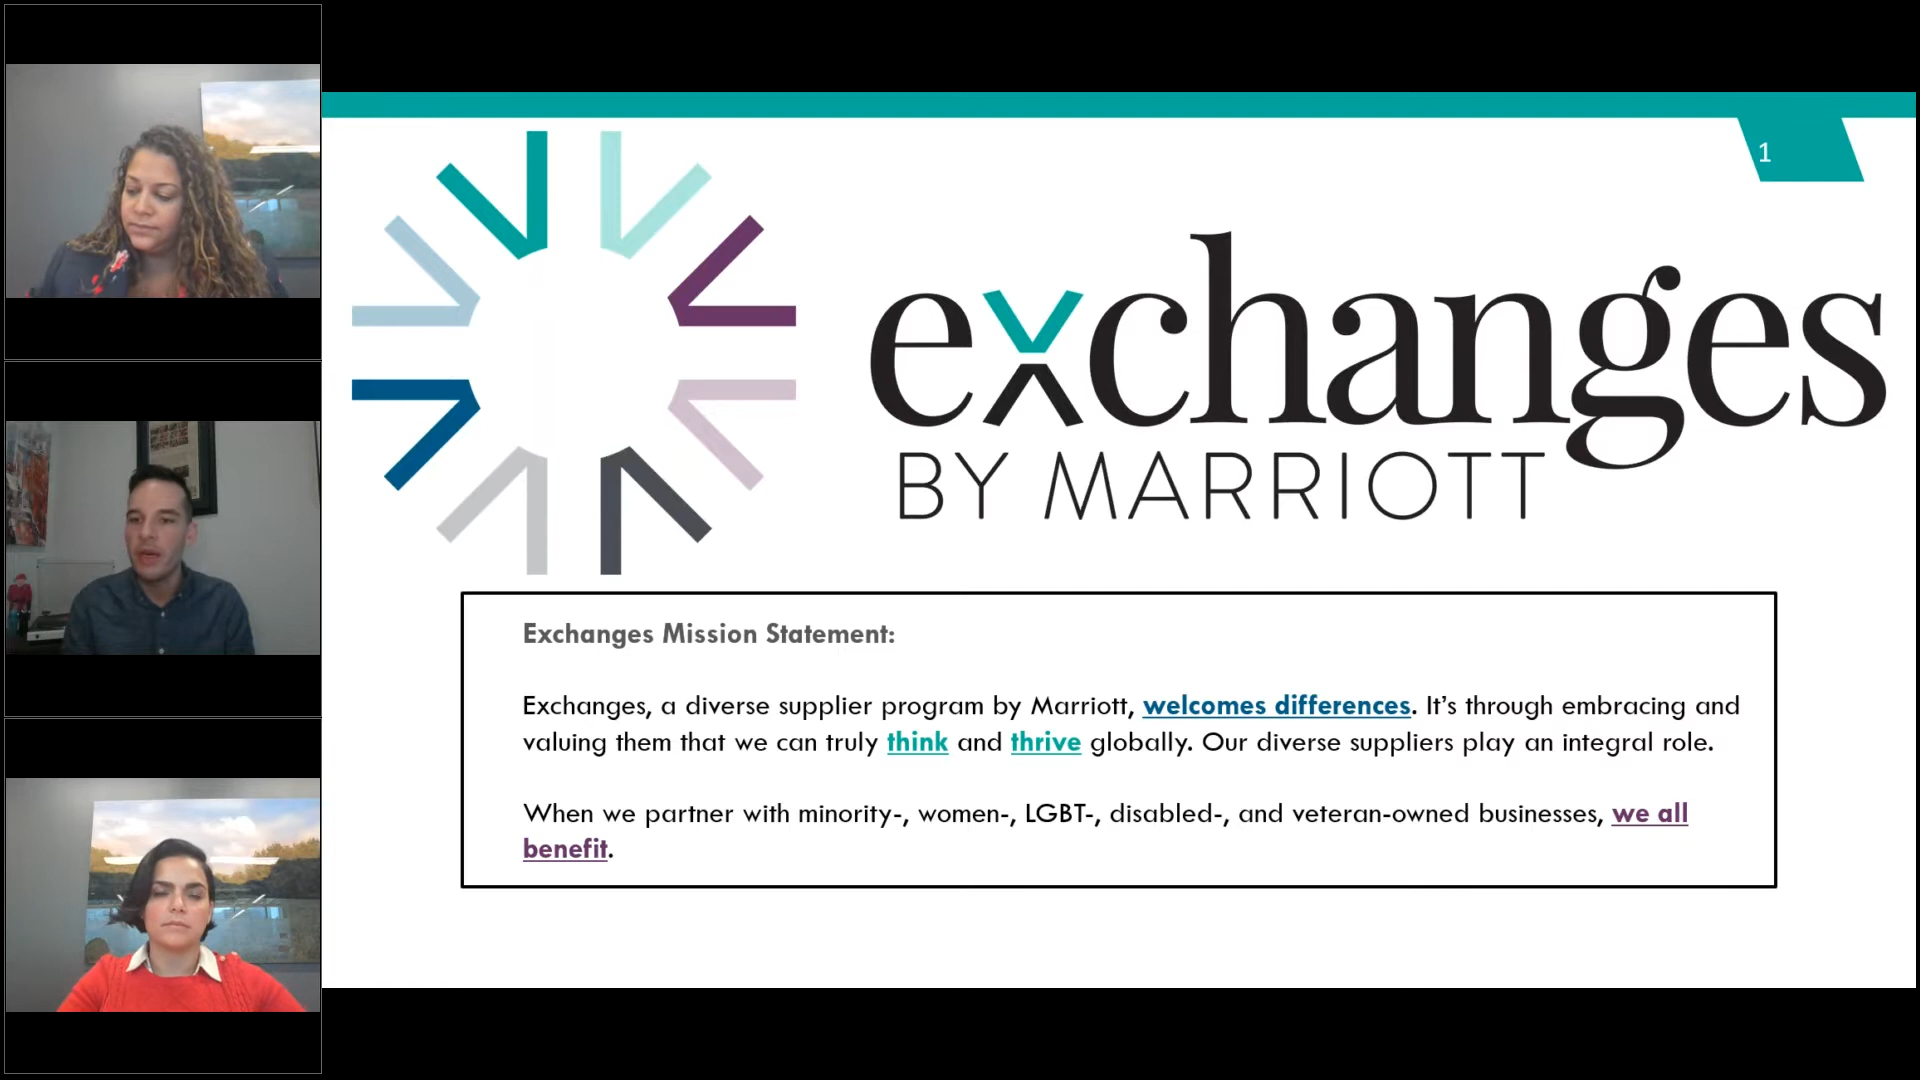 1
exchanges
BY MARRIOTT
Exchanges Mission Statement:
Exchanges, a diverse supplier program by Marriott, welcomes differences. It’s through embracing and
valuing them that we can truly think and thrive globally. Our diverse suppliers play an integral role.
When we partner with minority-, women-, LGBT-, disabled-, and veteran-owned businesses, we all
benefit.